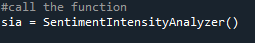 #call the function
sia = SentimentIntensityAnalyzer()